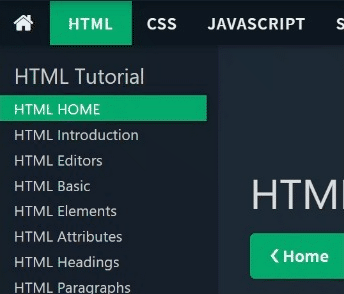 HTML CSS JAVASCRIPT
HTML Tutorial
HTML HOME
HTML Introduction
HTML Editors
HTML Basic
HTML Elements
HTML Attributes
HTML Headings
HTML Paragraphs
HTM
❮ Home